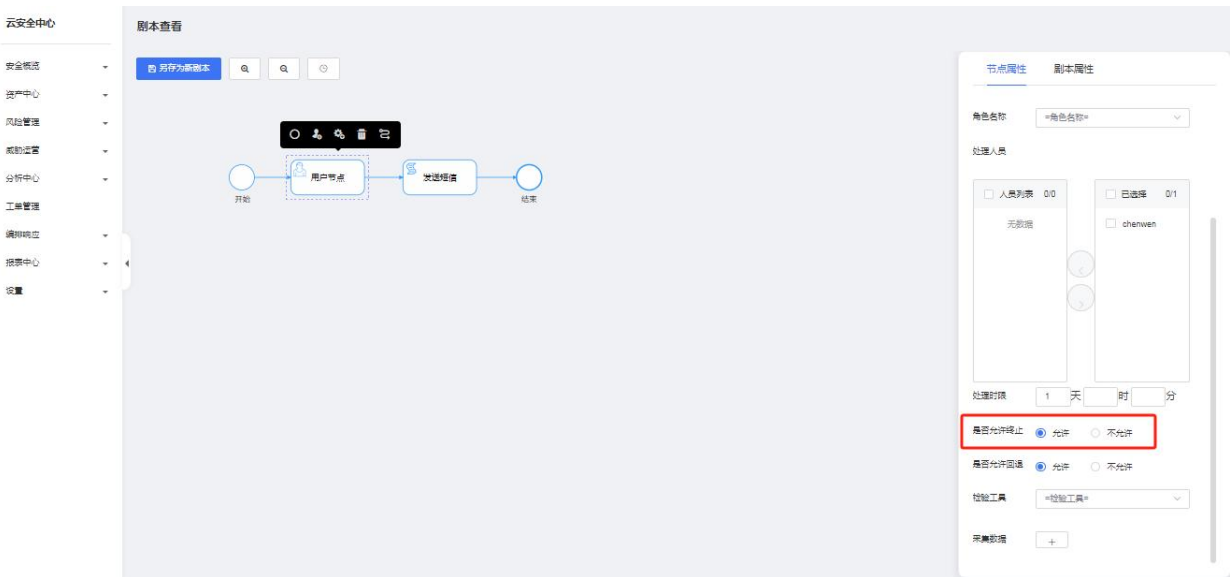 云安全中心
安全概览
资产中心
风险管理
威胁运营
分析中心
工单管理
编排响应
报表中心
设置
剧本查看
另存为新剧本
开始
用户节点
发送短信
结束
节点属性 剧本属性
角色名称 =角色名称=
处理人员
人员列表 0/0
无数据
已选择 0/1
chenwen
处理时限 1 天 时 分
是否允许终止 允许 不允许
是否允许回退 允许 不允许
检验工具 =检验工具=
采集数据 +